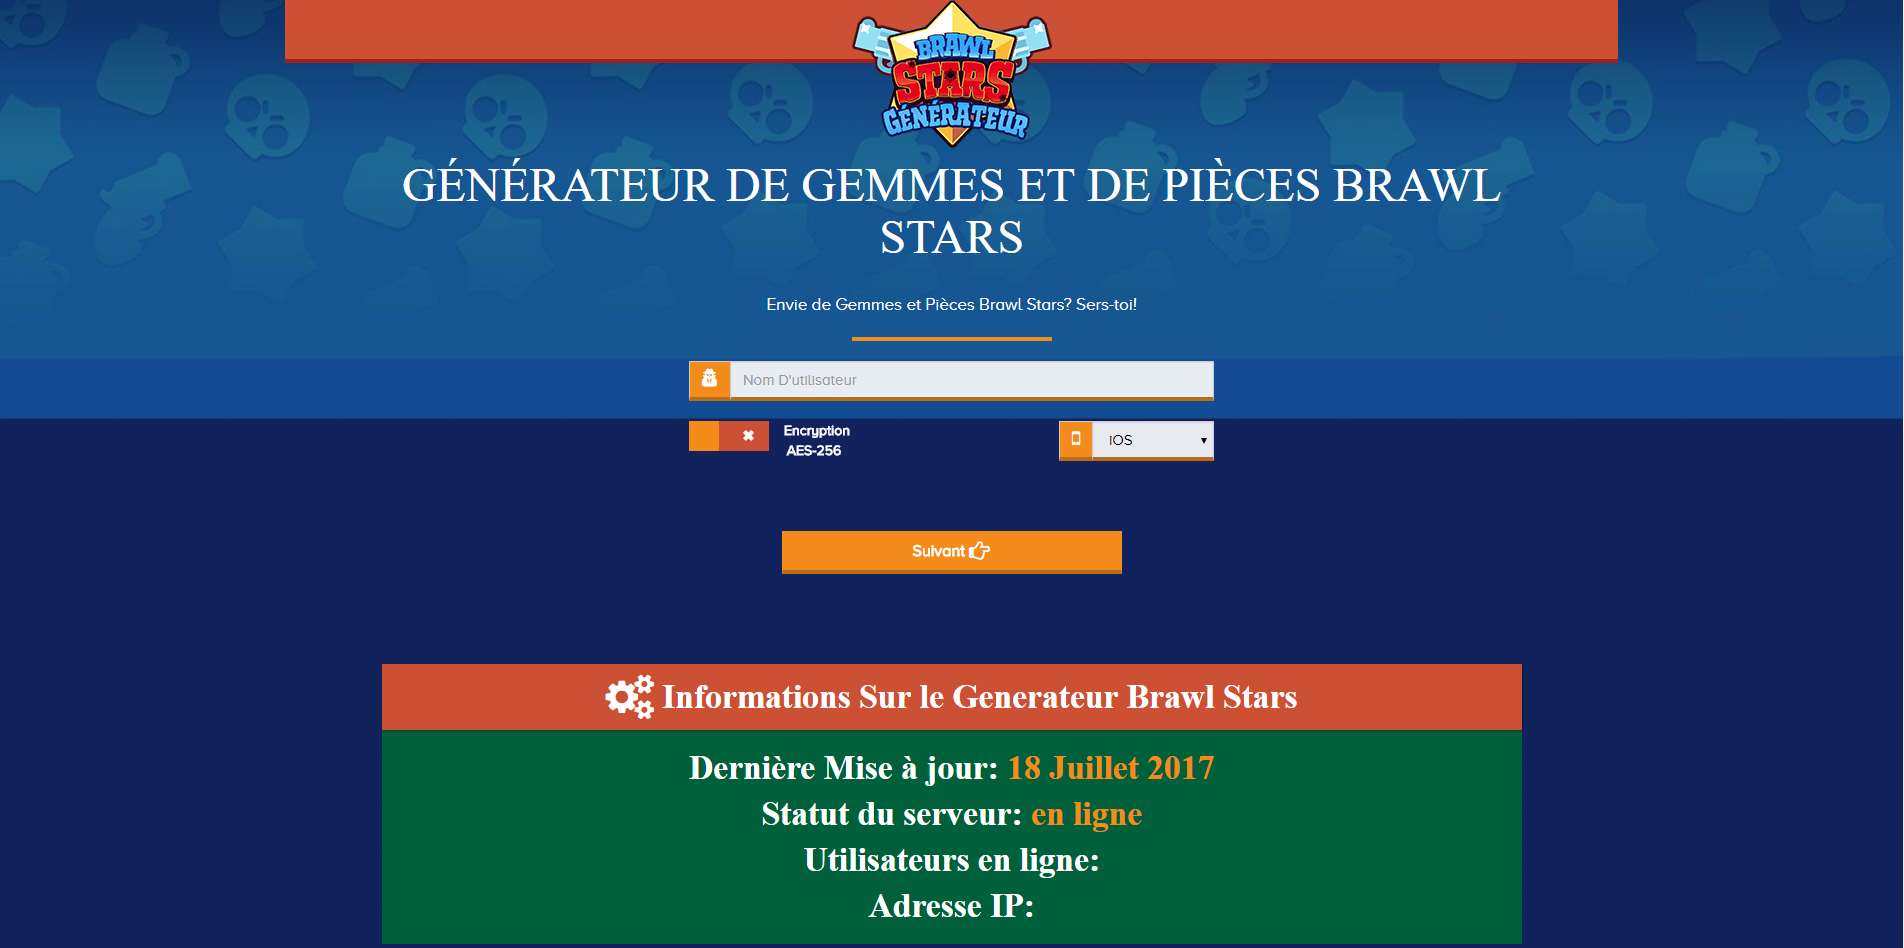 BRAWL
STARS
GÉNÉRATEUR
GÉNÉRATEUR DE GEMMES ET DE PIÈCES BRAWL
STARS
Envie de Gemmes et Pièces Brawl Stars? Sers-toi!
Nom D'utilisateur
Encryption
AES-256
IOS
Suivant
Informations Sur le Generateur Brawl Stars
Dernière Mise à jour: 18 Juillet 2017
Statut du serveur: en ligne
Utilisateurs en ligne:
Adresse IP: